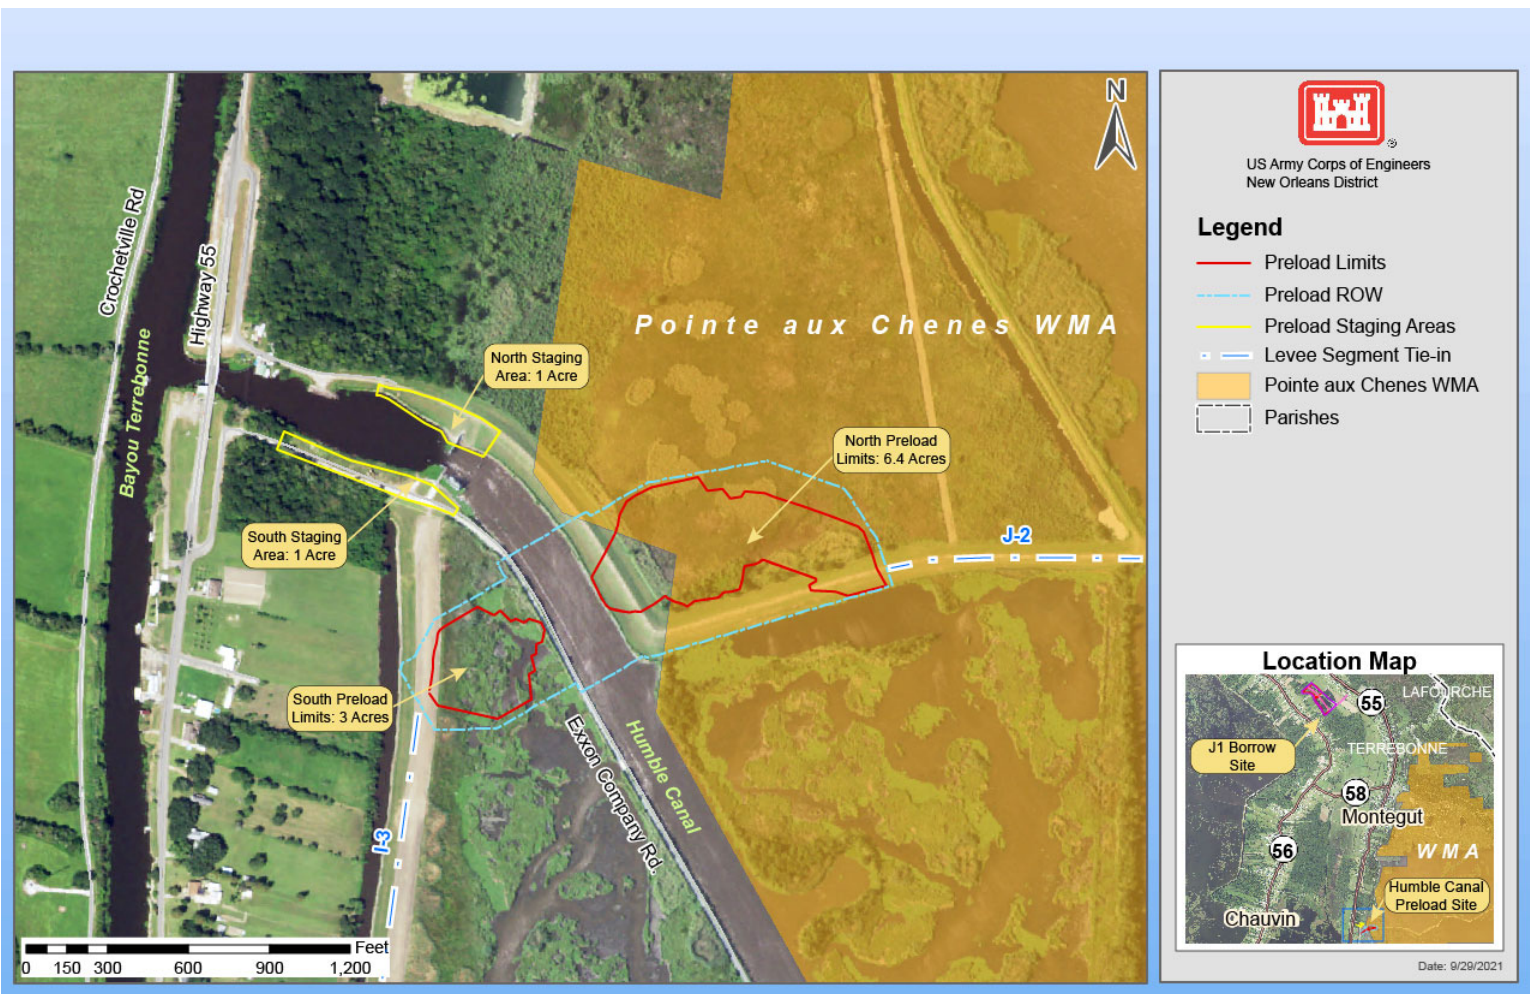 N
US Army Corps of Engineers
New Orleans District
Legend
Preload Limits
Preload ROW
Preload Staging Areas
Levee Segment Tie-in
Pointe aux Chenes WMA
Parishes
Crochetville Rd
Highway 55
Bayou Terrebonne
Pointe aux Chenes WMA
North Staging
Area: 1 Acre
North Preload
Limits: 6.4 Acres
South Staging
Area: 1 Acre
J-2
South Preload
Limits: 3 Acres
Exxon Company Rd.
Humble Canal
I-3
Feet
0 150 300 600 900 1,200
Location Map
LAFOURCHE
55
J1 Borrow
Site
TERREBONNE
58
Montegut
56
WMA
Humble Canal
Preload Site
Chauvin
Date: 9/29/2021